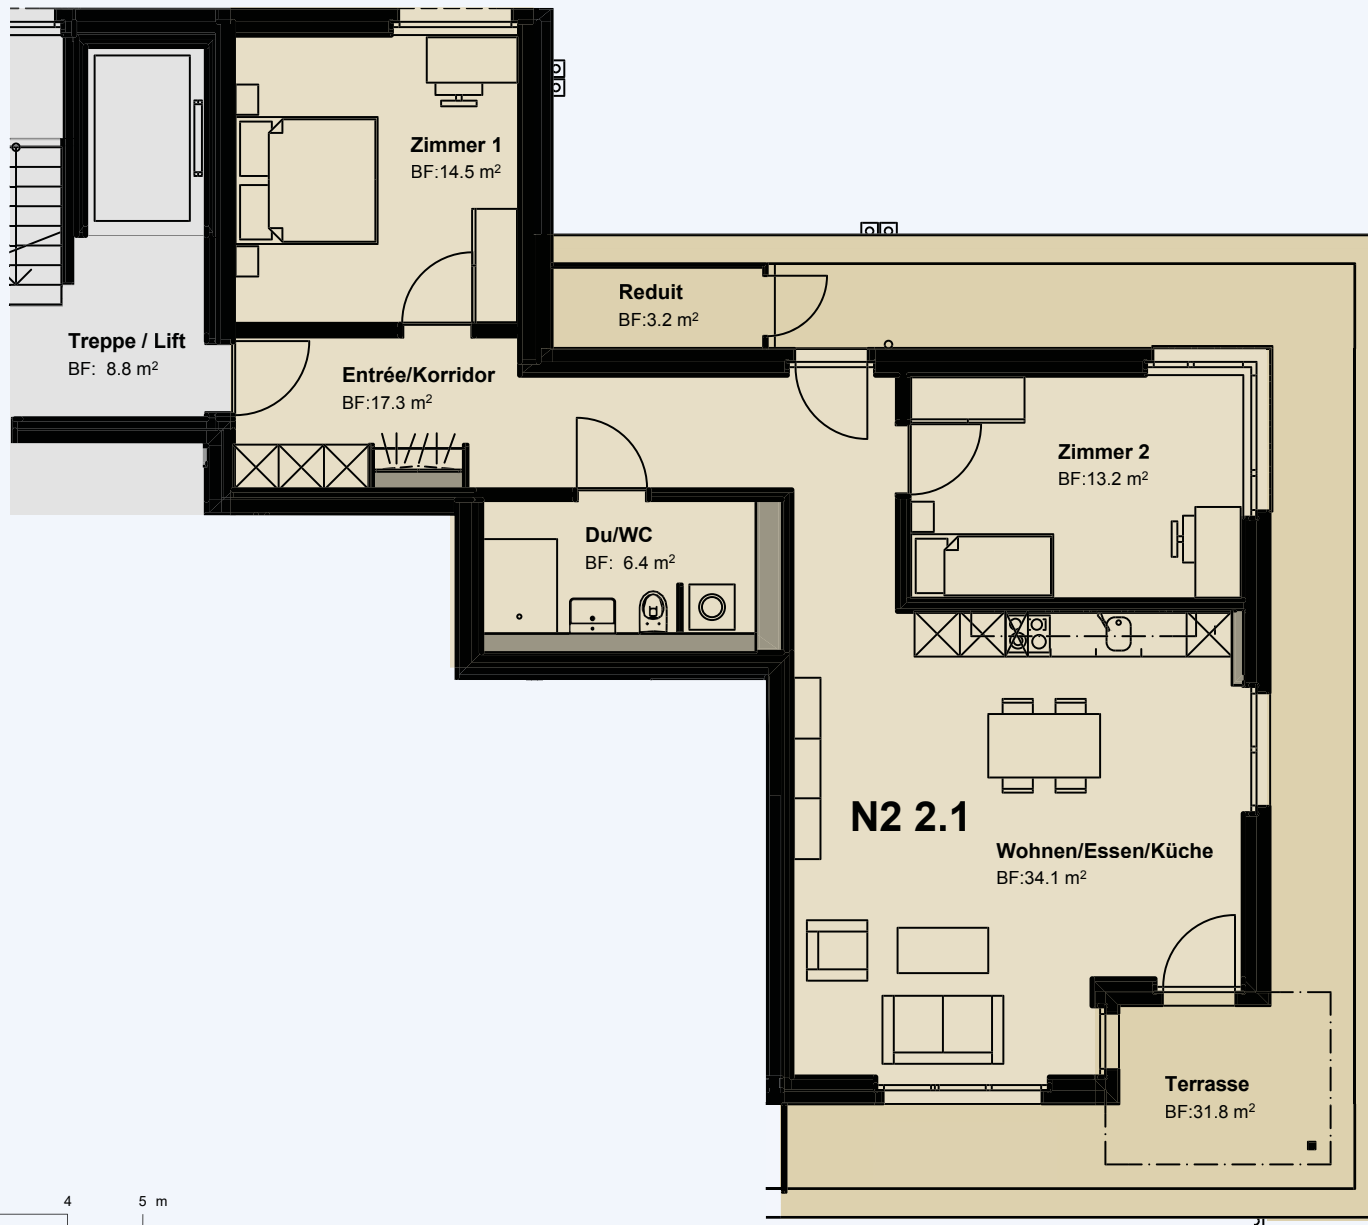 Zimmer 1
BF:14.5 m²
Reduit
BF:3.2 m²
Treppe / Lift
BF: 8.8 m²
Entrée/Korridor
BF:17.3 m²
Zimmer 2
BF:13.2 m²
Du/WC
BF: 6.4 m²
N2 2.1
Wohnen/Essen/Küche
BF:34.1 m²
Terrasse
BF:31.8 m²
4 5 m